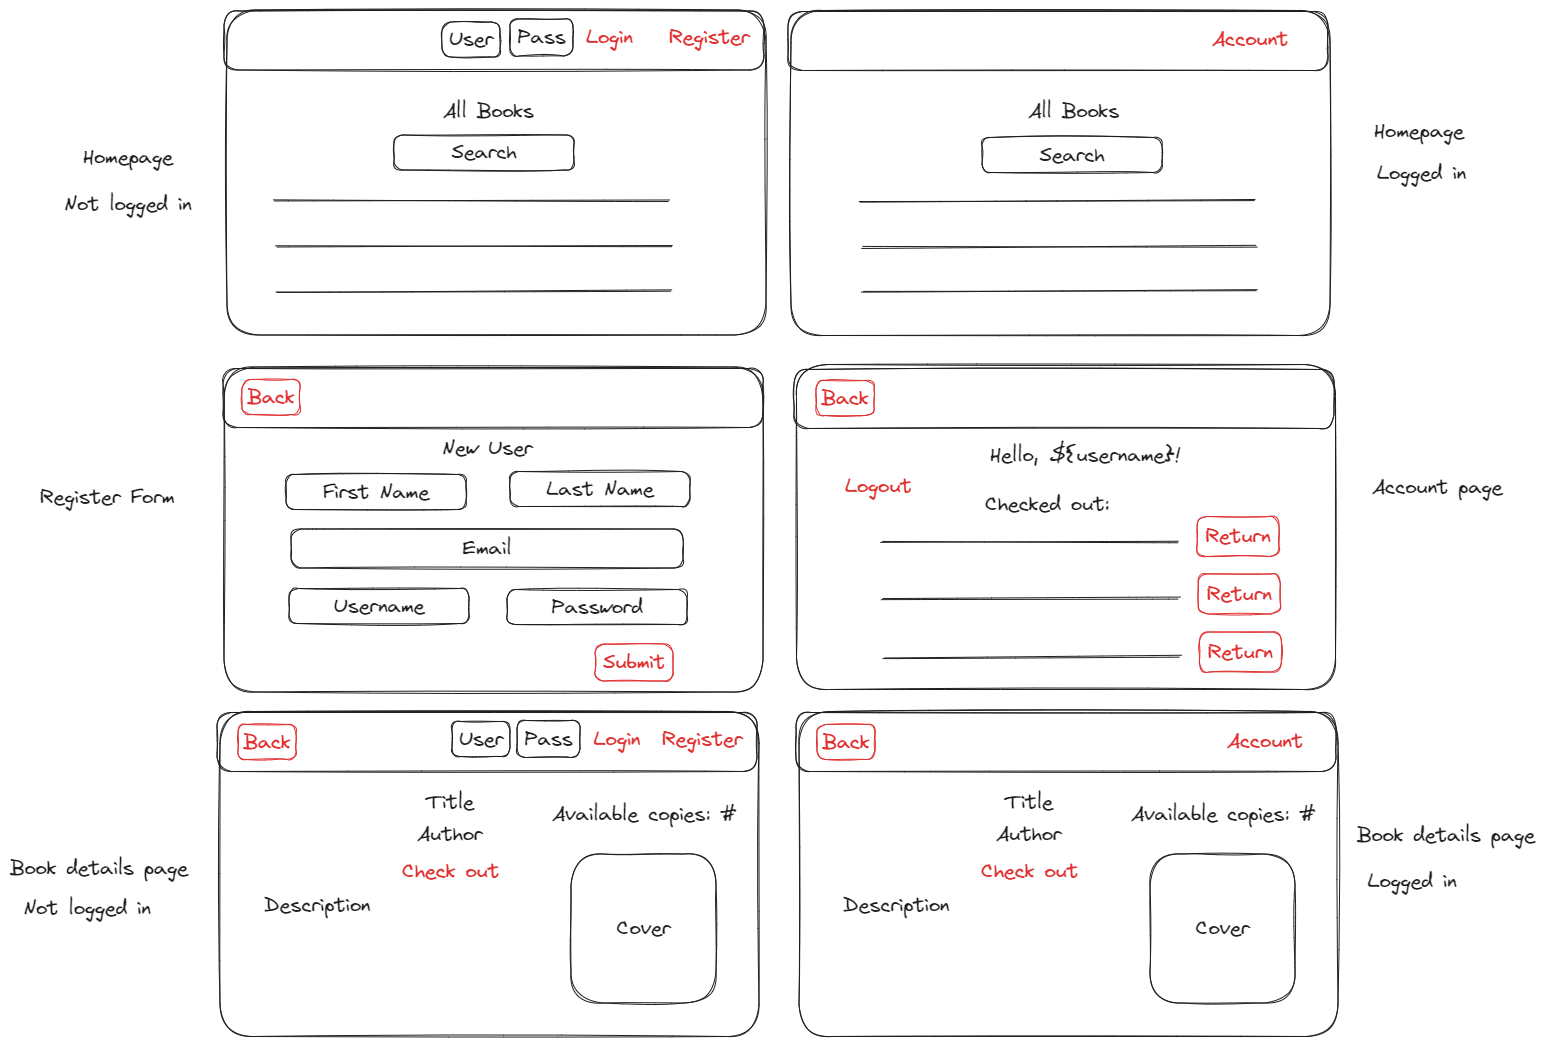 User
Pass
Login
Register
All Books
Search
Homepage
Not logged in
Account
All Books
Search
Homepage
Logged in
Back
New User
First Name
Last Name
Email
Username
Password
Submit
Register Form
Back
Hello, ${username}!
Logout
Checked out:
Return
Return
Return
Account page
Back
User
Pass
Login
Register
Title
Author
Check out
Available copies: #
Description
Cover
Book details page
Not logged in
Back
Account
Title
Author
Check out
Available copies: #
Description
Cover
Book details page
Logged in